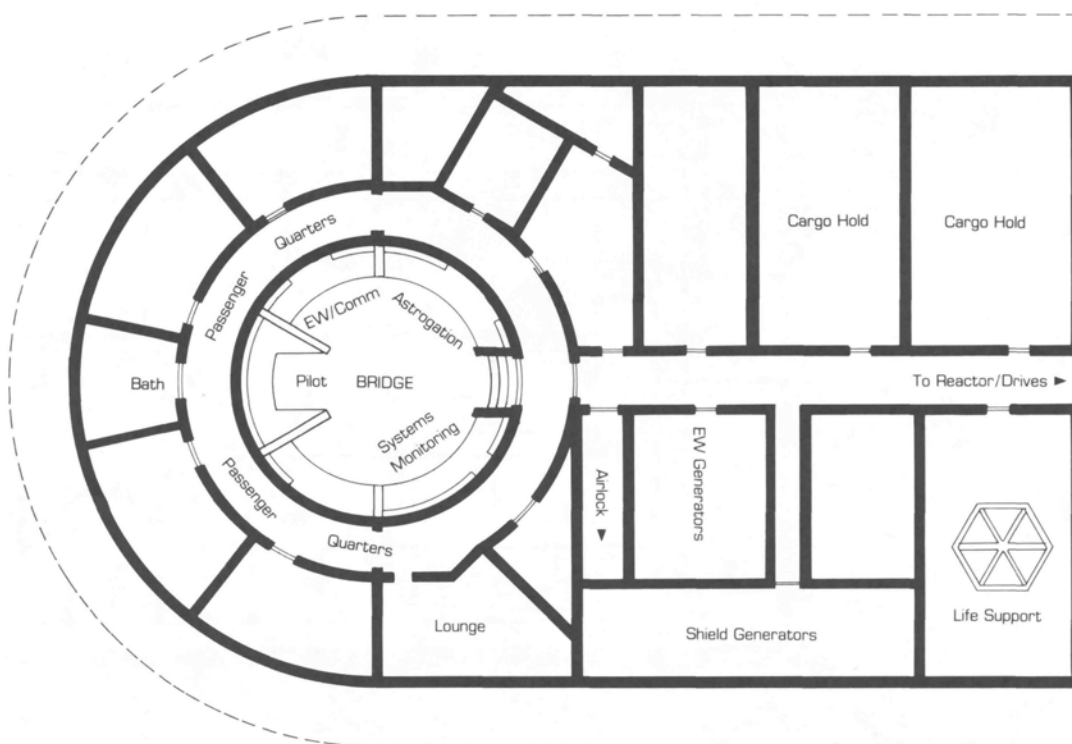 Quarters
Passenger
EW/Comm
Astrogation
Cargo Hold
Cargo Hold
Bath
Pilot
BRIDGE
To Reactor/Drives ►
Systems
Monitoring
Passenger
Quarters
Airlock ►
EW Generators
Lounge
Shield Generators
Life Support